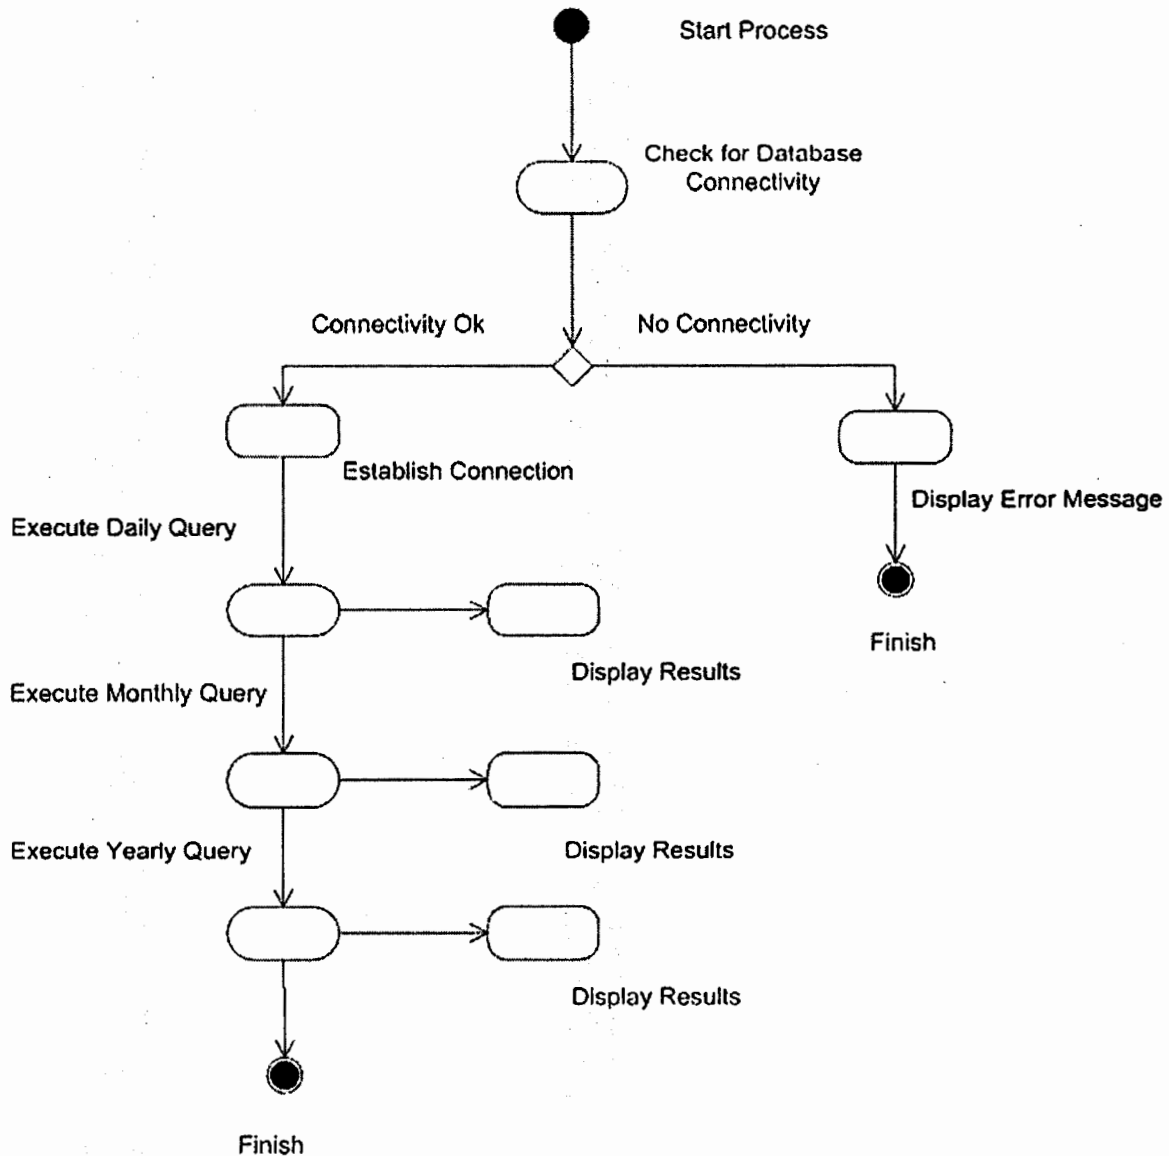 Start Process
Check for Database
Connectivity
Connectivity Ok
No Connectivity
Establish Connection
Display Error Message
Execute Daily Query
Finish
Display Results
Execute Monthly Query
Execute Yearly Query
Display Results
Display Results
Finish